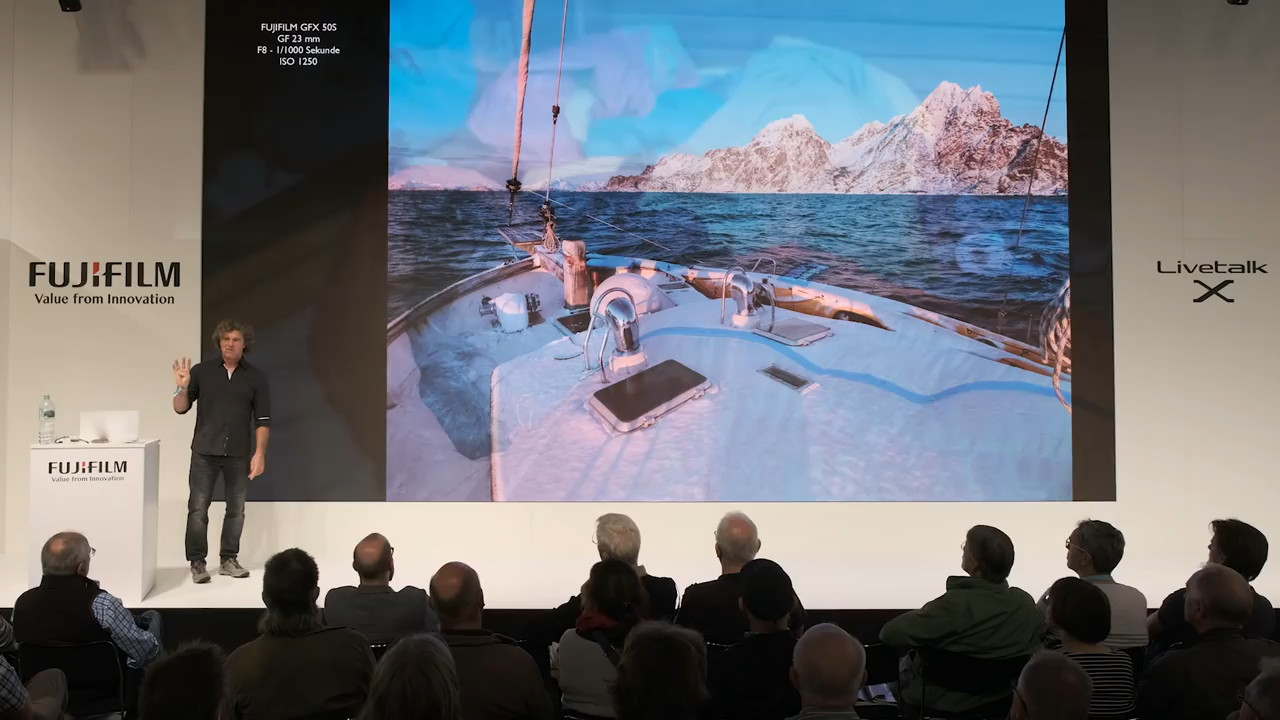 FUJIFILM GFX 50S
GF 23 mm
F8 - 1/1000 Sekunde
ISO 1250
FUJIFILM
Value from Innovation
Livetalk
X
FUJIFILM
Value from Innovation